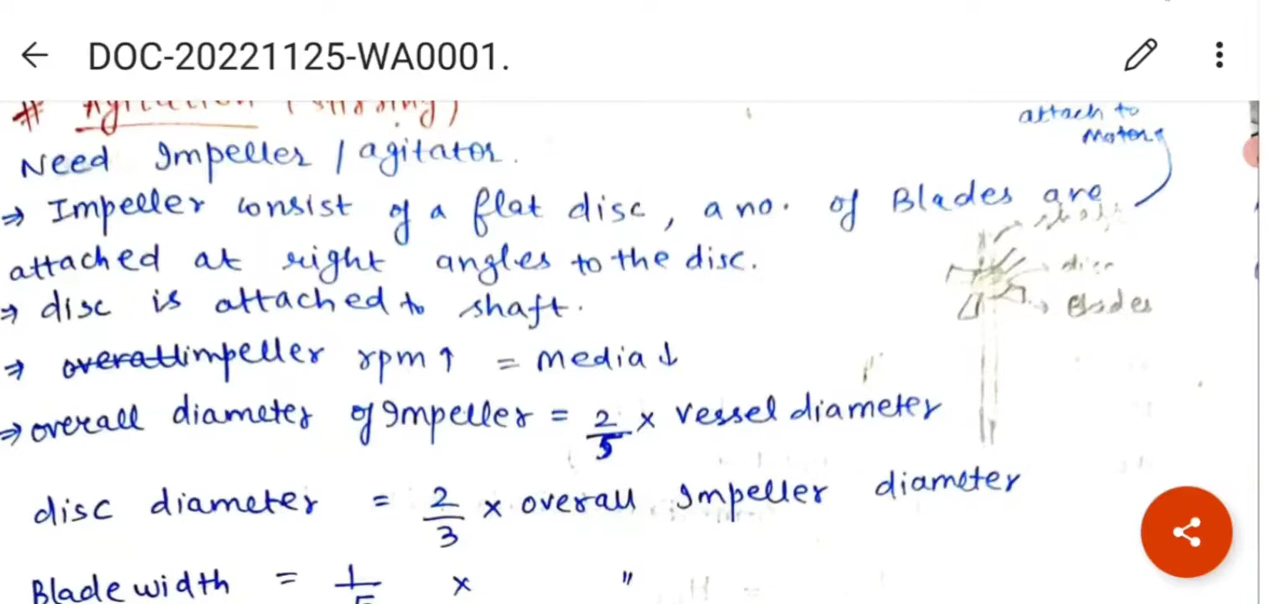 DOC-20221125-WA0001.
# Agitation (stirring)
attach to
Motors
Need Impeller / agitator.
⇒ Impeller consist of a flat disc, a no. of Blades are
attached at right angles to the disc.
disc
Blades
⇒ disc is attached to shaft.
⇒ overall impeller rpm ↑ = media ↓
⇒ overall diameter of Impeller = 2/5 x vessel diameter
disc diameter = 2/3 x overall Impeller diameter
Blade width = 1/5 x "